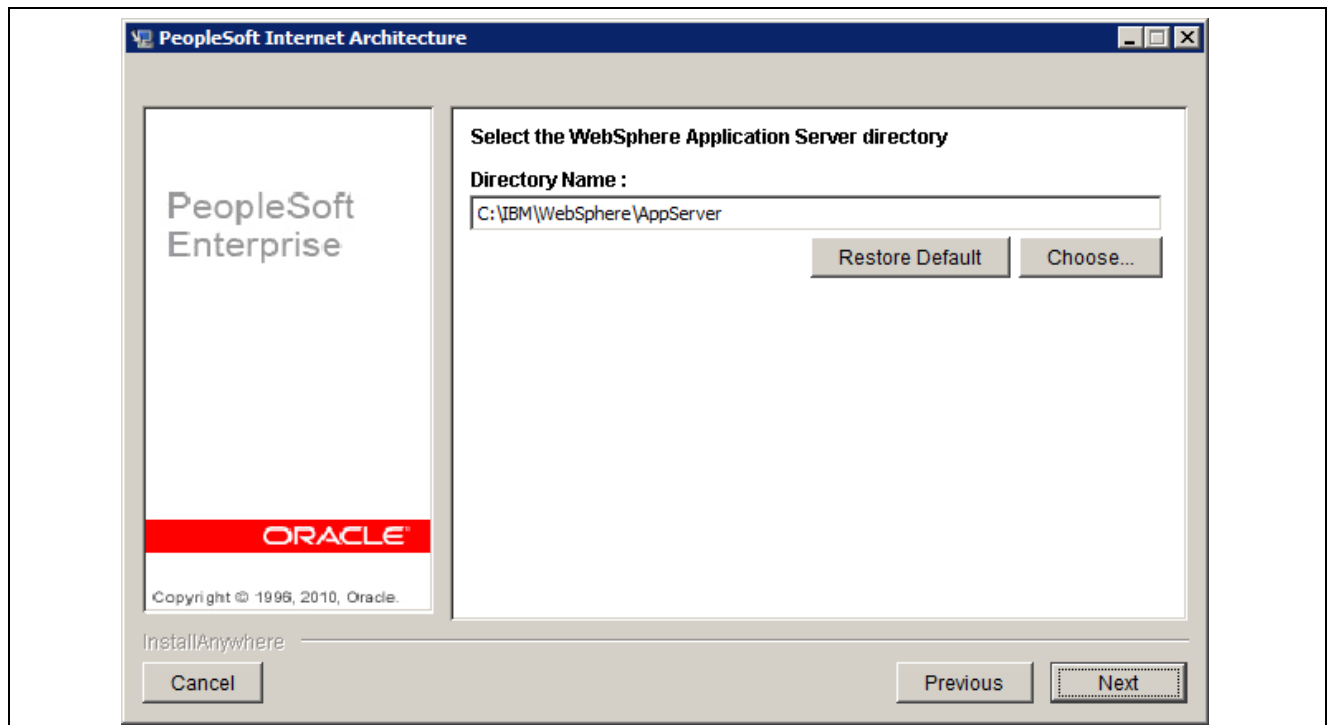 PeopleSoft Internet Architecture
PeopleSoft
Enterprise
ORACLE
Copyright © 1996, 2010, Oracle.
Select the WebSphere Application Server directory
Directory Name :
C:\IBM\WebSphere\AppServer
Restore Default
Choose...
InstallAnywhere
Cancel
Previous
Next